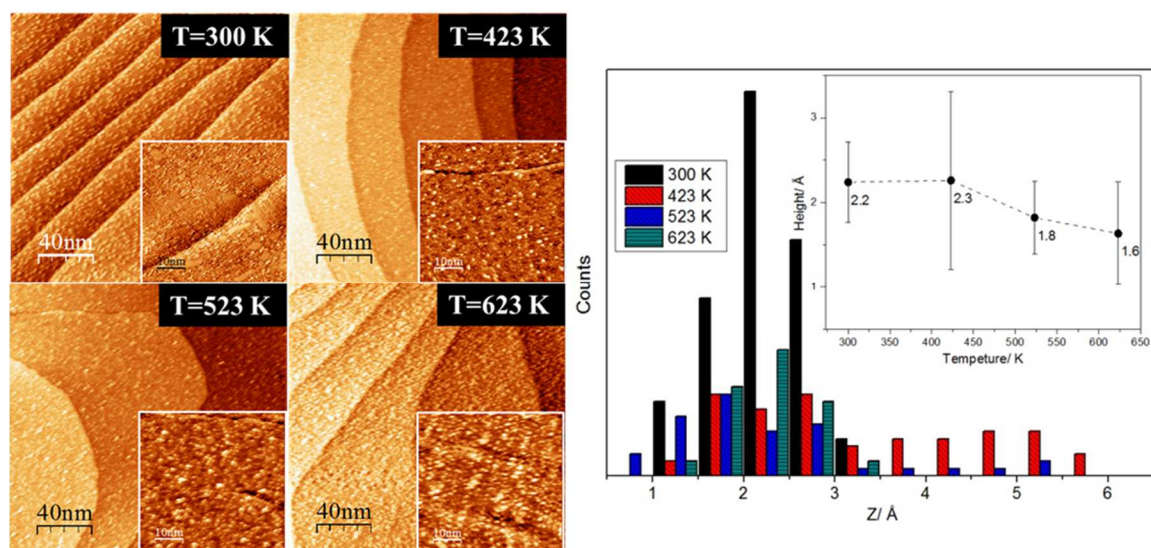 T=300 K
40nm
10nm
T=423 K
40nm
10nm
T=523 K
40nm
10nm
T=623 K
40nm
10nm
Counts
300 K
423 K
523 K
623 K
Height/ Å
3
2
1
2.2
2.3
1.8
1.6
300 350 400 450 500 550 600 650
Tempeture/ K
1 2 3 4 5 6
Z/ Å